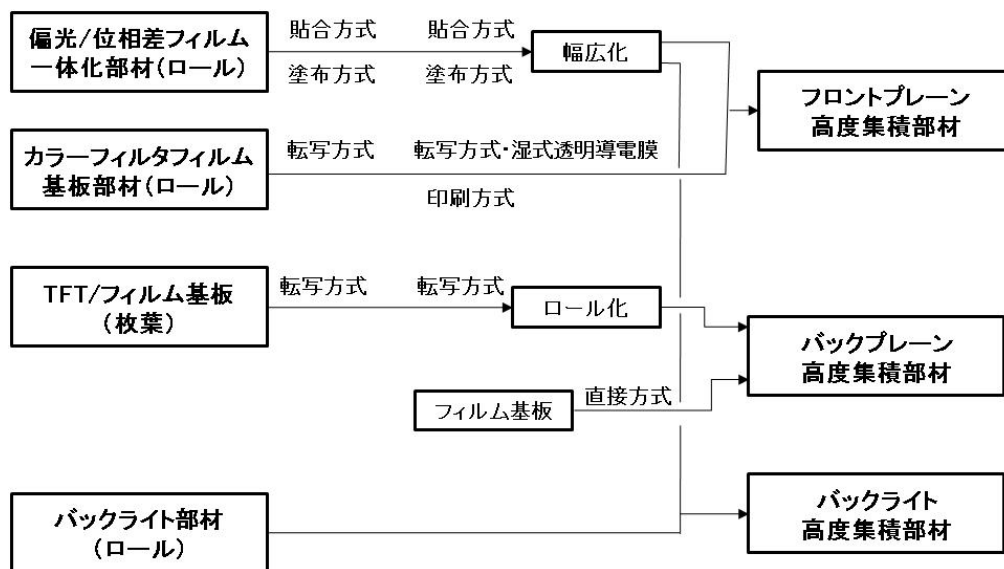 偏光/位相差フィルム
一体化部材(ロール)
貼合方式
貼合方式
塗布方式
塗布方式
幅広化
フロントプレーン
高度集積部材
カラーフィルタフィルム
基板部材(ロール)
転写方式
転写方式・湿式透明導電膜
印刷方式
TFT/フィルム基板
(枚葉)
転写方式
転写方式
ロール化
バックプレーン
高度集積部材
フィルム基板
直接方式
バックライト部材
(ロール)
バックライト
高度集積部材